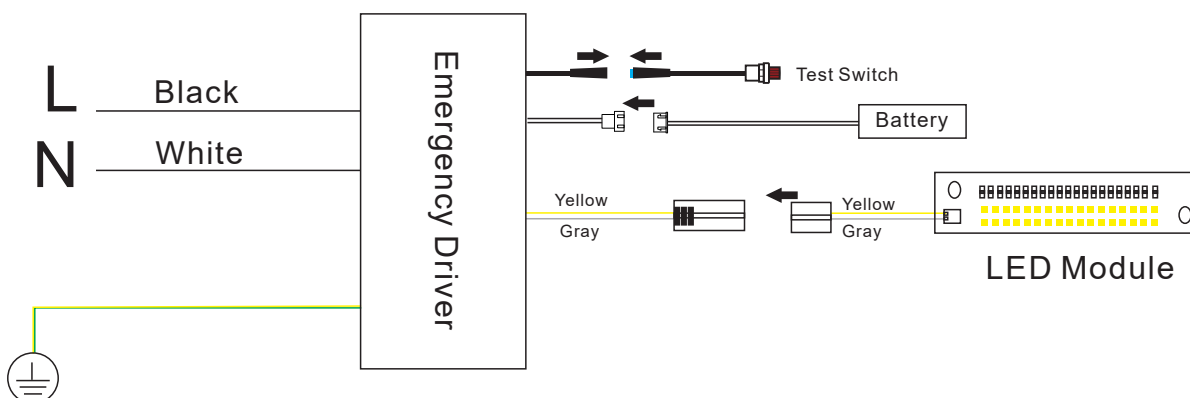 L
Black
N
White
Emergency Driver
Test Switch
Battery
Yellow
Gray
Yellow
Gray
LED Module